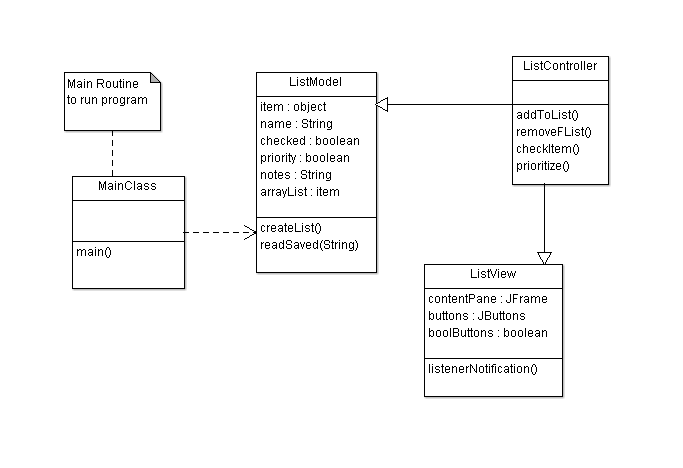 Main Routine
to run program
MainClass
main()
ListModel
item : object
name : String
checked : boolean
priority : boolean
notes : String
arrayList : item
createList()
readSaved(String)
ListController
addToList()
removeFList()
checkItem()
prioritize()
ListView
contentPane : JFrame
buttons : JButtons
boolButtons : boolean
listenerNotification()